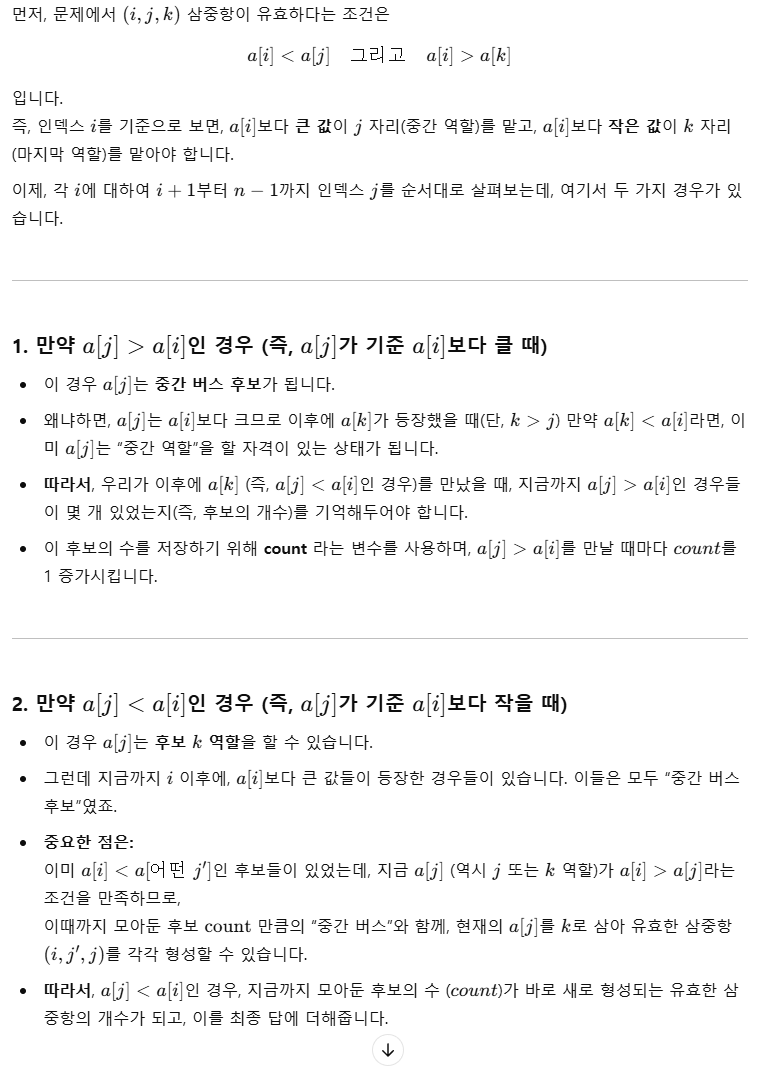 먼저, 문제에서 (i, j, k) 삼중항이 유효하다는 조건은
a[i] < a[j] 그리고 a[i] > a[k]
입니다.
즉, 인덱스 i를 기준으로 보면, a[i]보다 큰 값이 j 자리(중간 역할)를 맡고, a[i]보다 작은 값이 k 자리
(마지막 역할)를 맡아야 합니다.
이제, 각 i에 대하여 i + 1부터 n − 1까지 인덱스 j를 순서대로 살펴보는데, 여기서 두 가지 경우가 있
습니다.
1. 만약 a[j] > a[i]인 경우 (즉, a[j]가 기준 a[i]보다 클 때)
• 이 경우 a[j]는 중간 버스 후보가 됩니다.
• 왜냐하면, a[j]는 a[i]보다 크므로 이후에 a[k]가 등장했을 때(단, k > j) 만약 a[k] < a[i]라면, 이
미 a[j]는 “중간 역할”을 할 자격이 있는 상태가 됩니다.
• 따라서, 우리가 이후에 a[k] (즉, a[j] < a[i]인 경우)를 만났을 때, 지금까지 a[j] > a[i]인 경우들
이 몇 개 있었는지(즉, 후보의 개수)를 기억해두어야 합니다.
• 이 후보의 수를 저장하기 위해 count 라는 변수를 사용하며, a[j] > a[i]를 만날 때마다 count를
1 증가시킵니다.
2. 만약 a[j] < a[i]인 경우 (즉, a[j]가 기준 a[i]보다 작을 때)
• 이 경우 a[j]는 후보 k 역할을 할 수 있습니다.
• 그런데 지금까지 i 이후에, a[i]보다 큰 값들이 등장한 경우들이 있습니다. 이들은 모두 “중간 버스
후보”였죠.
• 중요한 점은:
이미 a[i] < a[어떤 j′]인 후보들이 있었는데, 지금 a[j] (역시 j 또는 k 역할)가 a[i] > a[j]라는
조건을 만족하므로,
이때까지 모아둔 후보 count 만큼의 “중간 버스”와 함께, 현재의 a[j]를 k로 삼아 유효한 삼중항
(i, j′, j)를 각각 형성할 수 있습니다.
• 따라서, a[j] < a[i]인 경우, 지금까지 모아둔 후보의 수 (count)가 바로 새로 형성되는 유효한 삼
중항의 개수가 되고, 이를 최종 답에 더해줍니다.